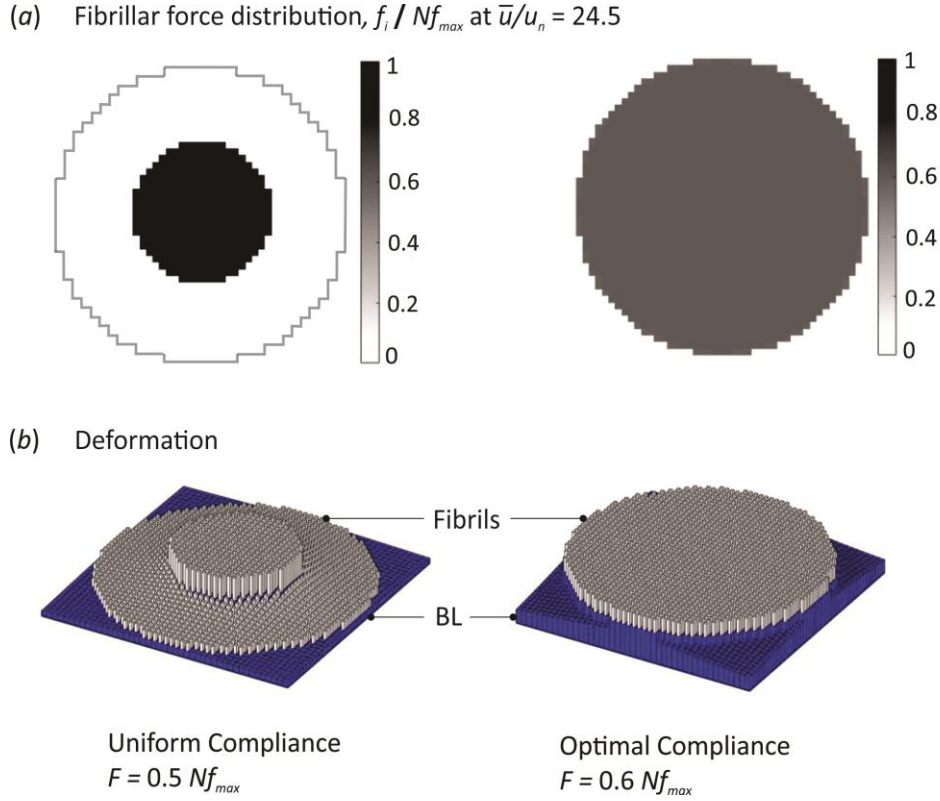 (a) Fibrillar force distribution, f_i / Nf_max at u̅/u_n = 24.5
1
0.8
0.6
0.4
0.2
0
1
0.8
0.6
0.4
0.2
0
(b) Deformation
Fibrils
BL
Uniform Compliance
F = 0.5 Nf_max
Optimal Compliance
F = 0.6 Nf_max